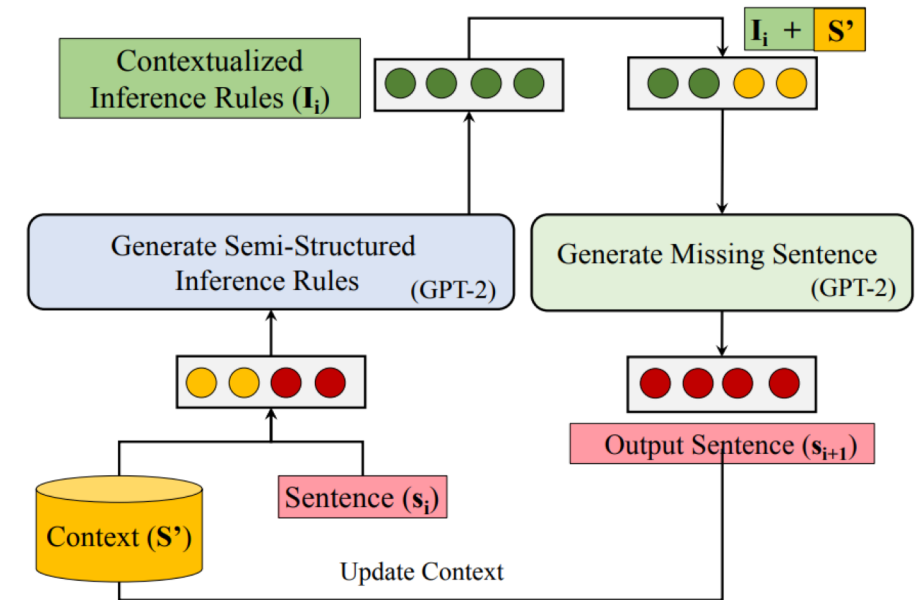 Contextualized
Inference Rules (Iᵢ)
Iᵢ + S’
Generate Semi-Structured
Inference Rules
(GPT-2)
Generate Missing Sentence
(GPT-2)
Output Sentence (sᵢ₊₁)
Sentence (sᵢ)
Context (S’)
Update Context